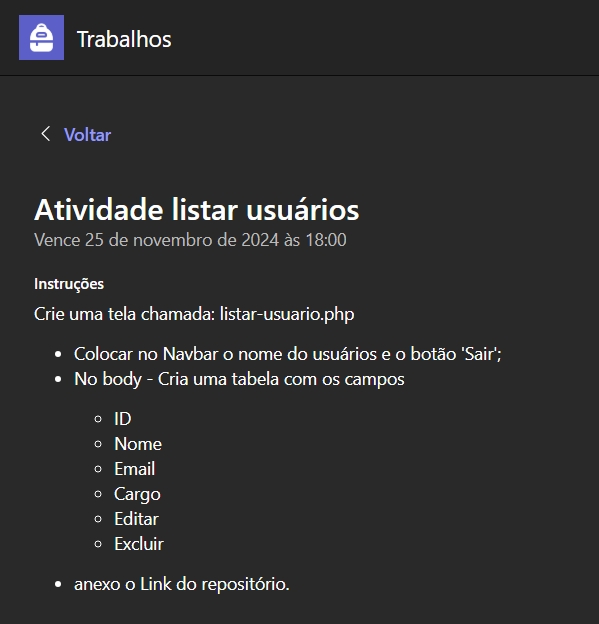 Trabalhos
Voltar
Atividade listar usuários
Vence 25 de novembro de 2024 às 18:00
Instruções
Crie uma tela chamada: listar-usuario.php
Colocar no Navbar o nome do usuários e o botão 'Sair';
No body - Cria uma tabela com os campos
ID
Nome
Email
Cargo
Editar
Excluir
anexo o Link do repositório.